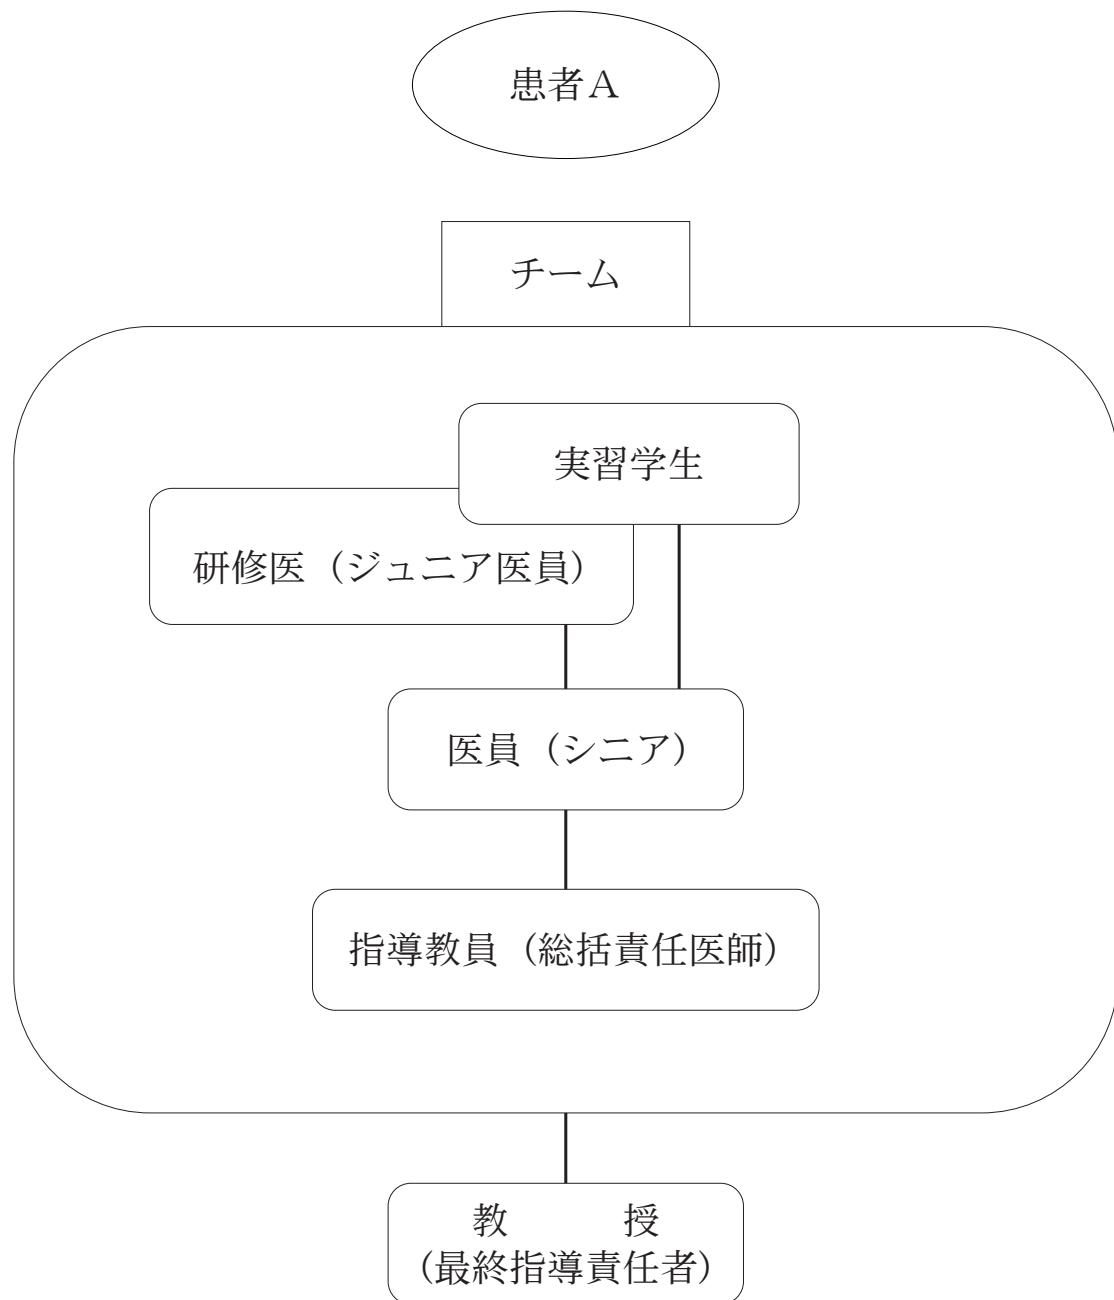 患者A
チーム
実習学生
研修医（ジュニア医員）
医員（シニア）
指導教員（総括責任医師）
教　　授
（最終指導責任者）